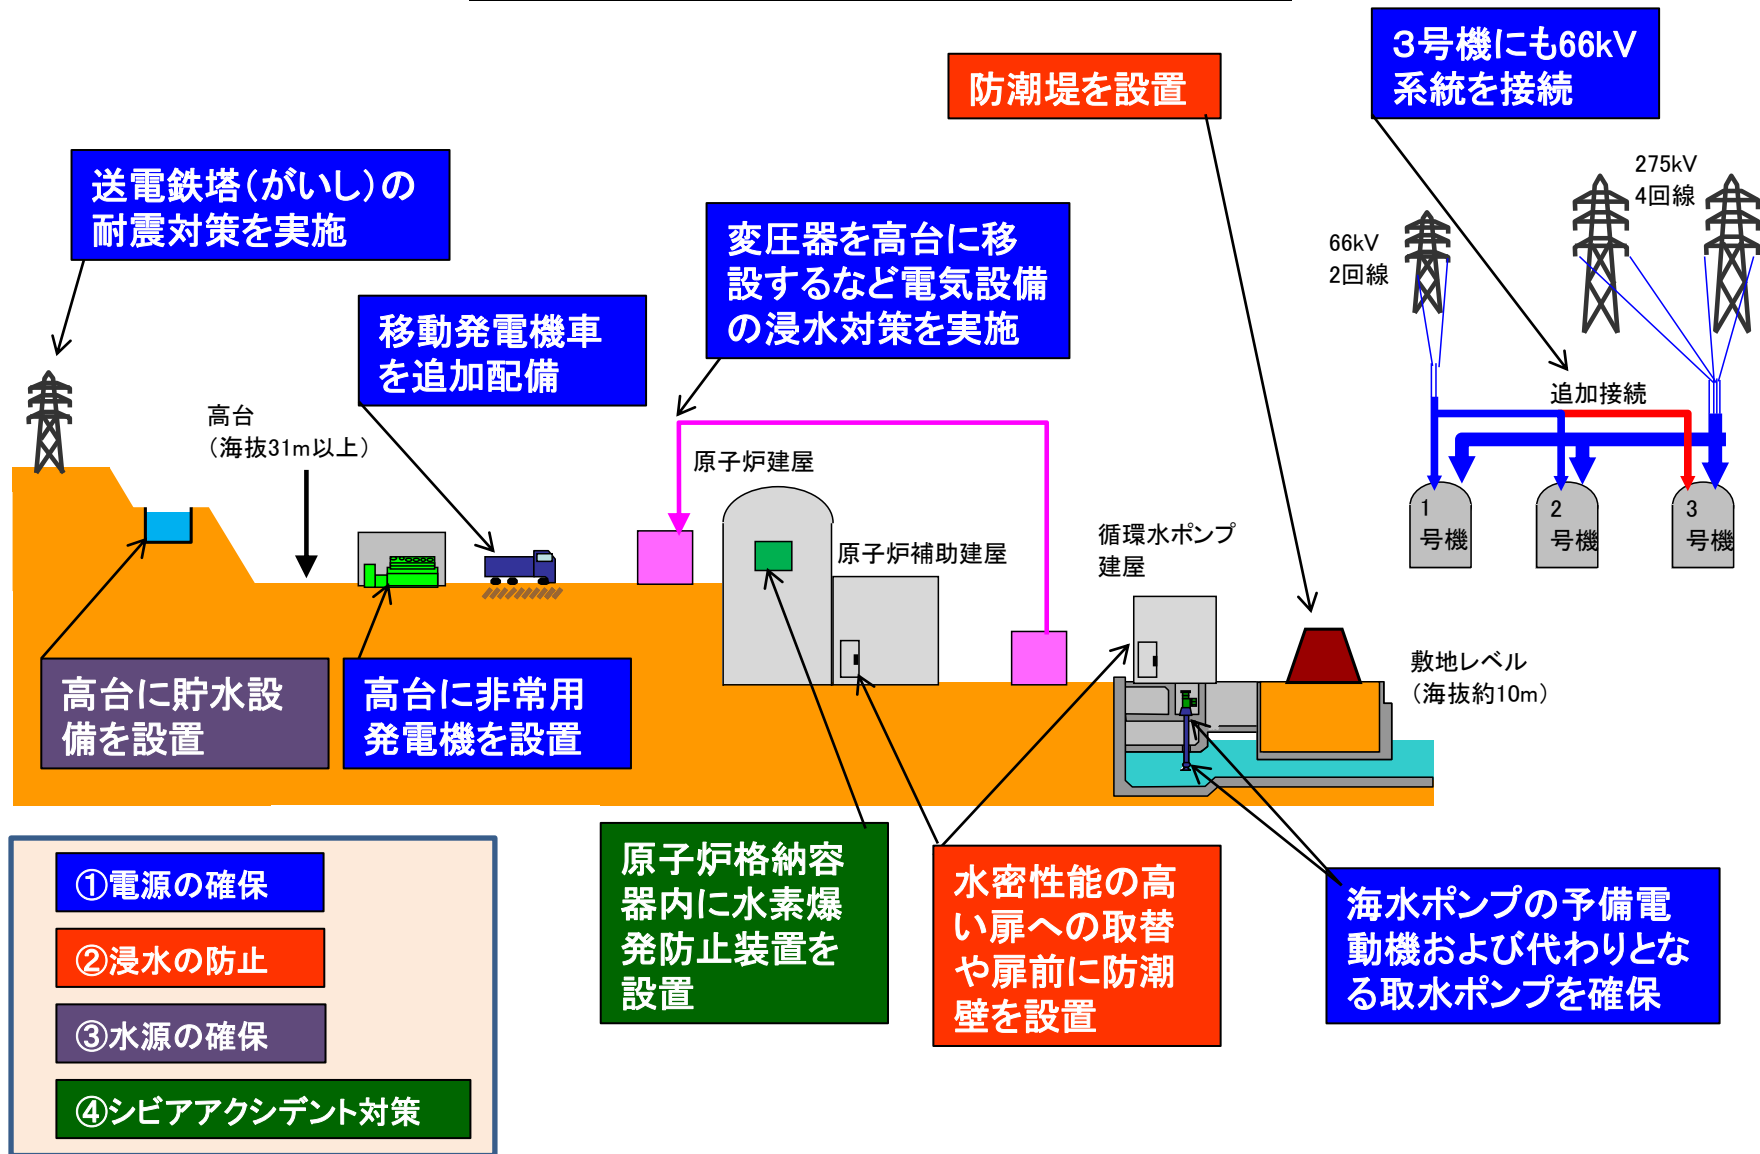 3号機にも66kV
系統を接続
防潮堤を設置
送電鉄塔(がいし)の
耐震対策を実施
変圧器を高台に移
設するなど電気設備
の浸水対策を実施
275kV
4回線
66kV
2回線
移動発電機車
を追加配備
追加接続
高台
(海抜31m以上)
原子炉建屋
1
号機
2
号機
3
号機
循環水ポンプ
建屋
原子炉補助建屋
敷地レベル
(海抜約10m)
高台に貯水設
備を設置
高台に非常用
発電機を設置
原子炉格納容
器内に水素爆
発防止装置を
設置
水密性能の高
い扉への取替
や扉前に防潮
壁を設置
海水ポンプの予備電
動機および代わりとな
る取水ポンプを確保
①電源の確保
②浸水の防止
③水源の確保
④シビアアクシデント対策